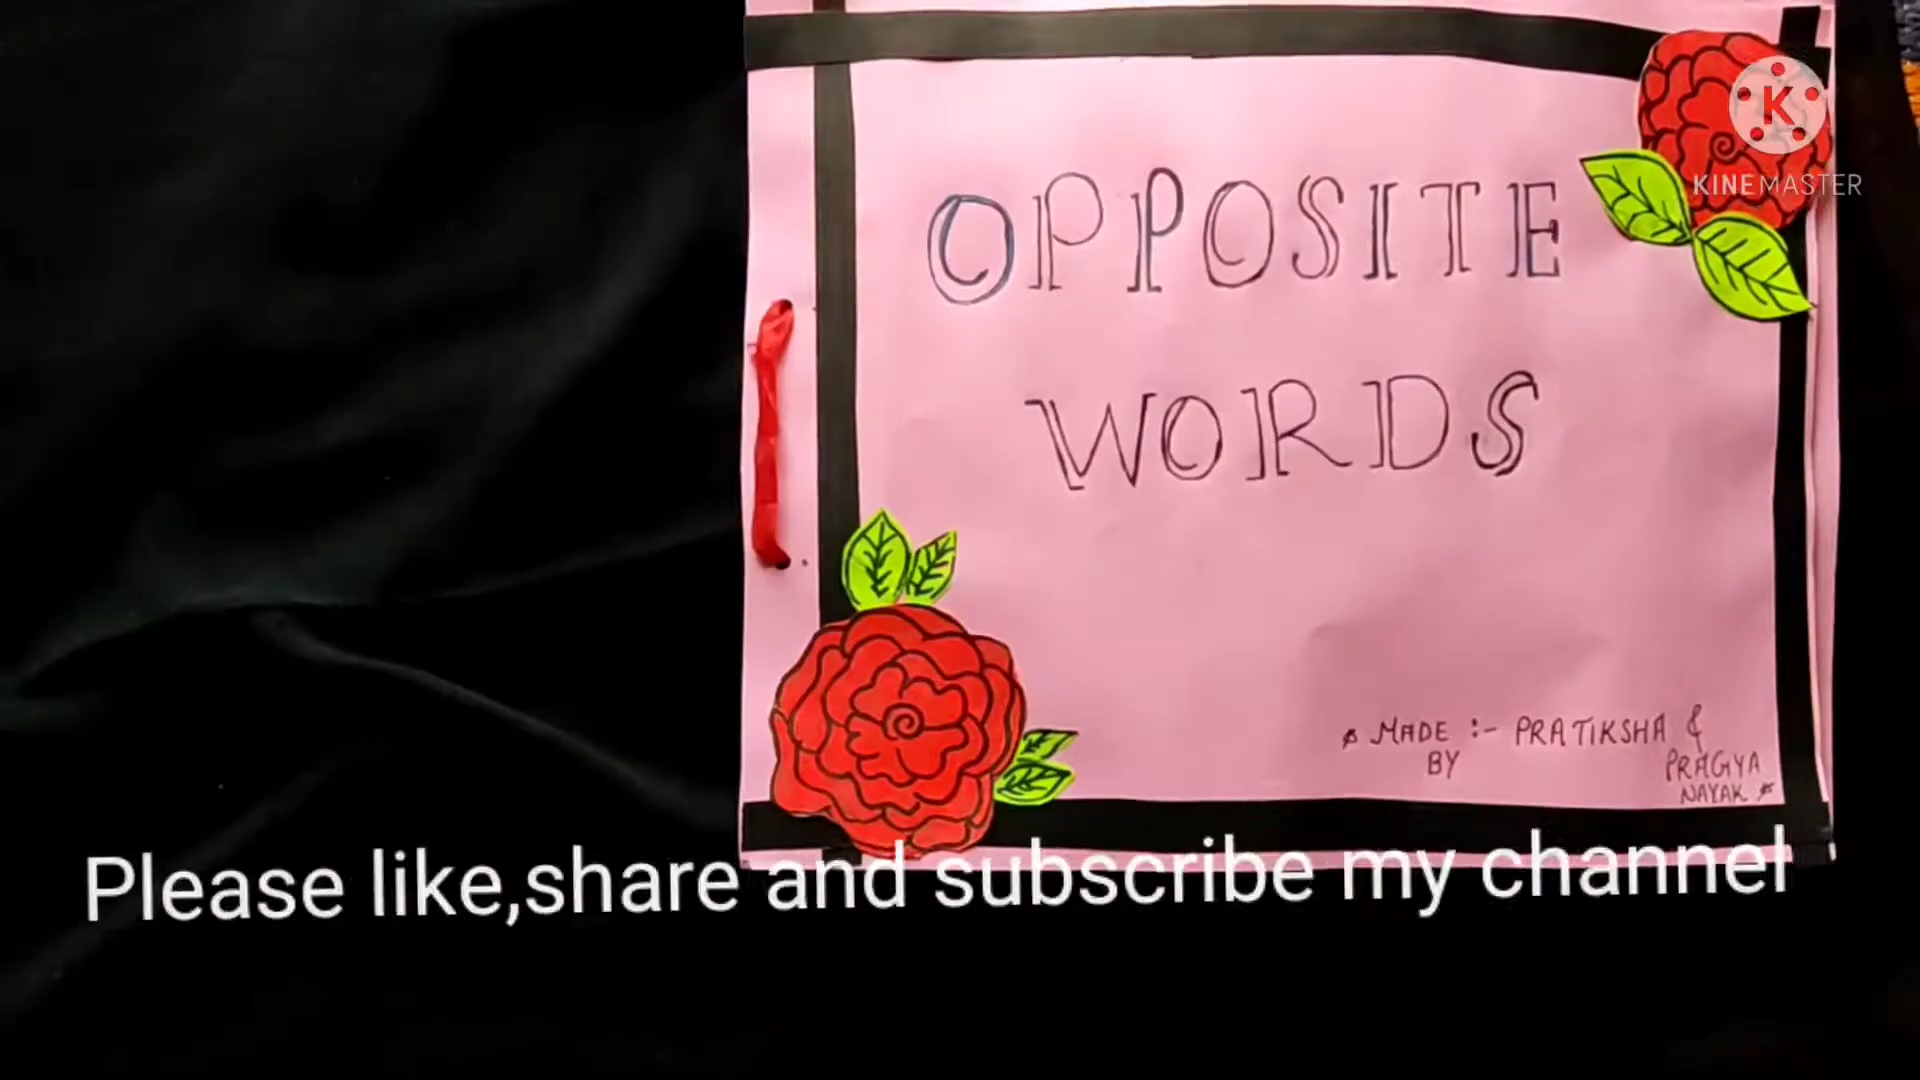 K
KINEMASTER
OPPOSITE
WORDS
* MADE :- PRATIKSHA &
BY
PRAGYA
NAYAK *
Please like,share and subscribe my channel